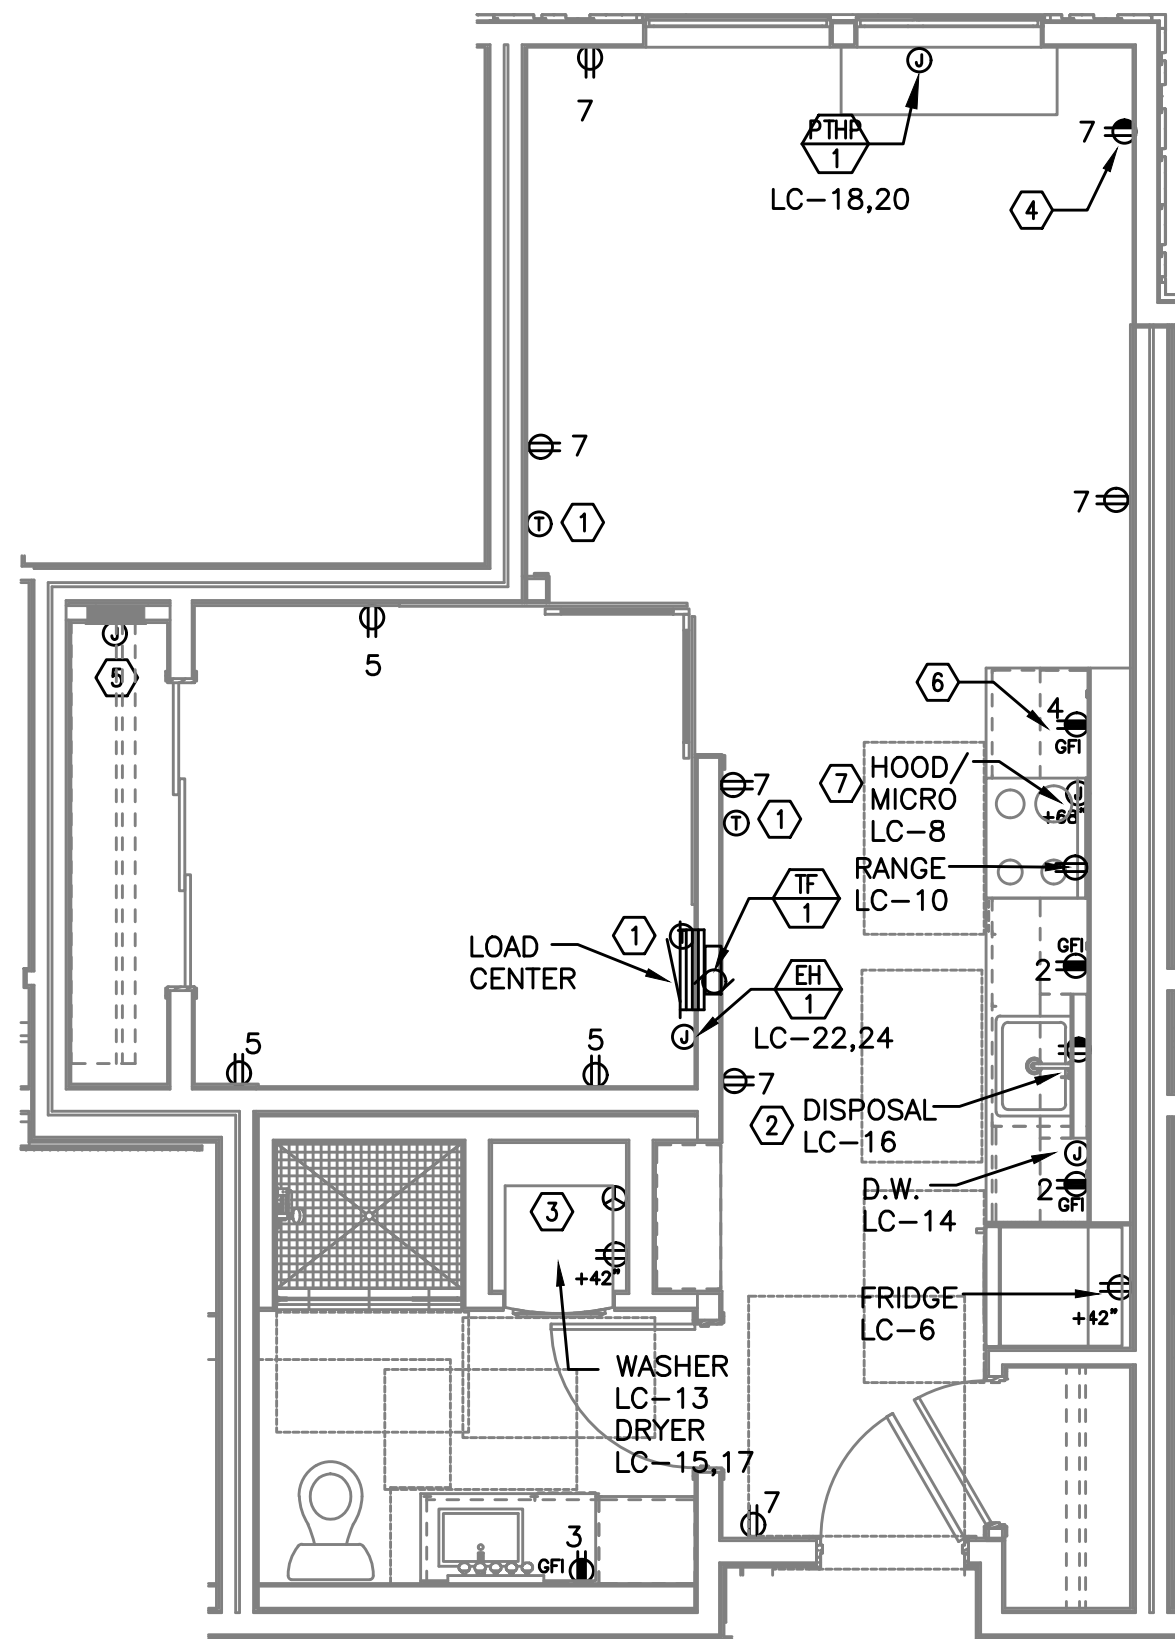 J
7
PTHP
1
LC-18,20
7
4
7
T
1
7
J
5
5
6
4
GFI
7
HOOD/
MICRO
LC-8
J
+68"
7
T
1
RANGE
LC-10
TF
1
1
T
LOAD
CENTER
EH
1
J
LC-22,24
GFI
2
5
5
7
2
DISPOSAL
LC-16
J
D.W.
LC-14
2
GFI
3
+42"
FRIDGE
LC-6
+42"
WASHER
LC-13
DRYER
LC-15,17
7
3
GFI